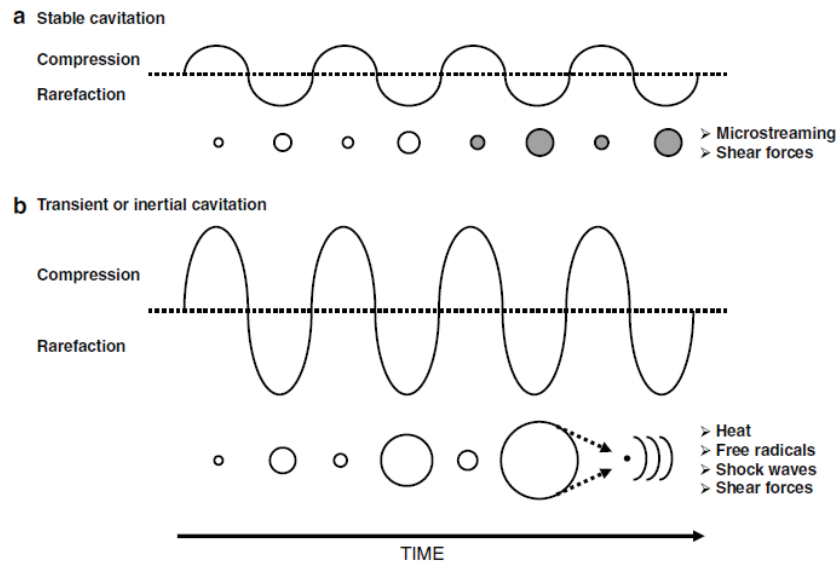 a Stable cavitation
Compression
Rarefaction
➢ Microstreaming
➢ Shear forces
b Transient or inertial cavitation
Compression
Rarefaction
➢ Heat
➢ Free radicals
➢ Shock waves
➢ Shear forces
TIME